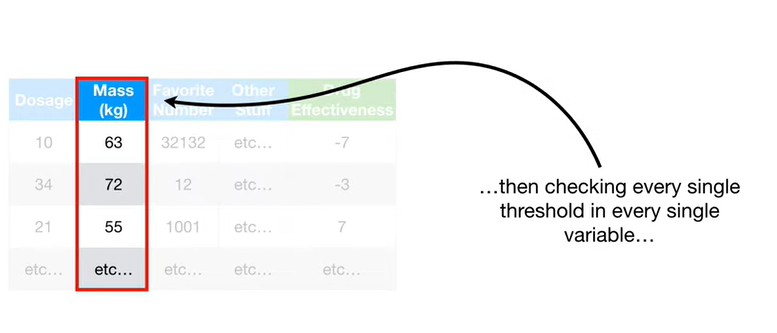 Dosage Mass (kg) Favorite Number Other Stuff Drug Effectiveness
10 63 32132 etc... -7
34 72 12 etc... -3
21 55 1001 etc... 7
etc... etc... etc... etc... etc...
...then checking every single
threshold in every single
variable...